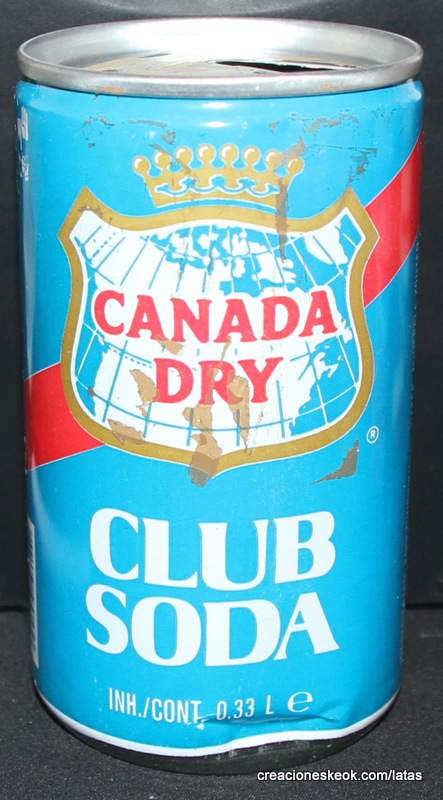 CANADA
DRY
®
CLUB
SODA
INH./CONT. 0.33 L e
creacioneskeok.com/latas